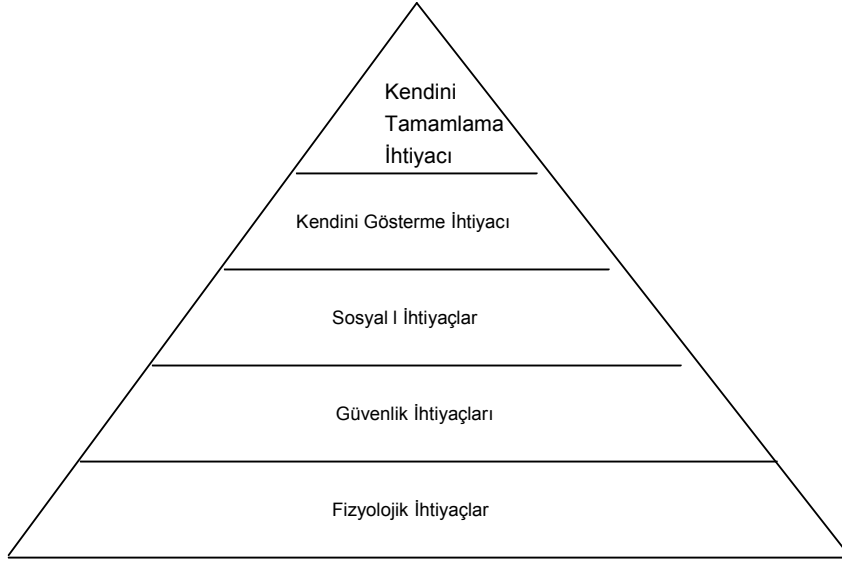 Kendini
Tamamlama
İhtiyacı
Kendini Gösterme İhtiyacı
Sosyal l İhtiyaçlar
Güvenlik İhtiyaçları
Fizyolojik İhtiyaçlar